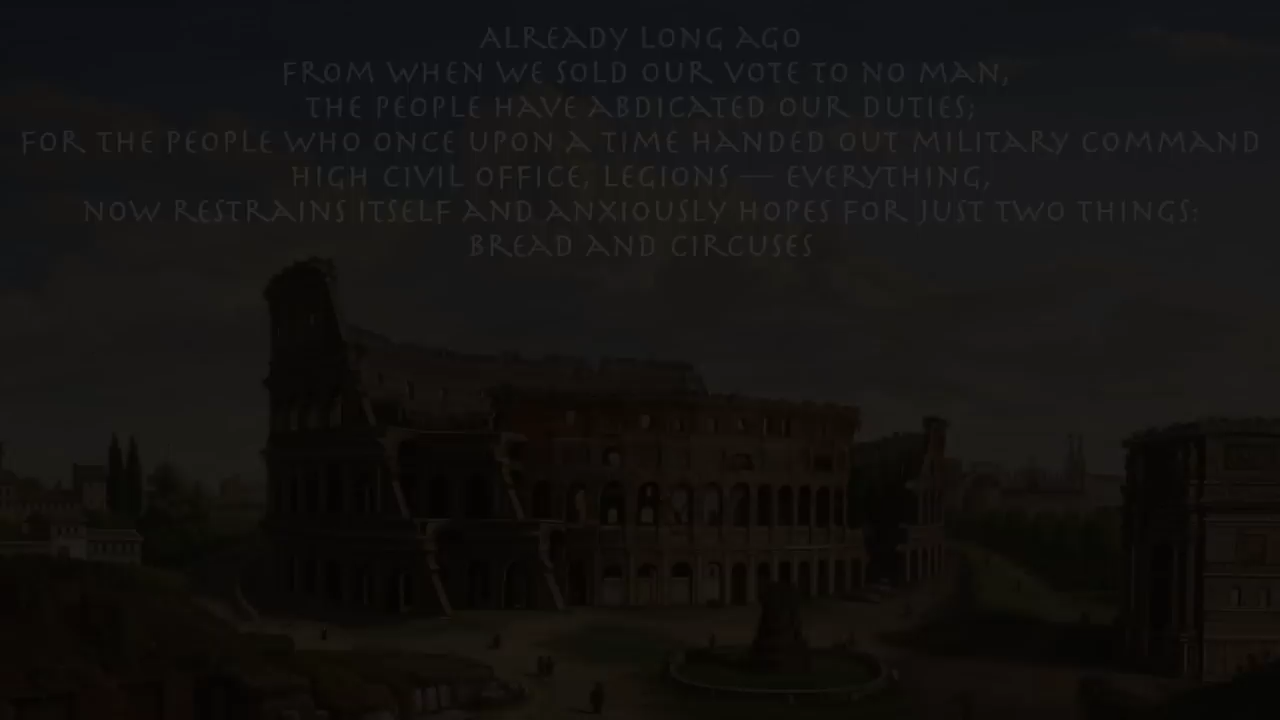 ALREADY LONG AGO
FROM WHEN WE SOLD OUR VOTE TO NO MAN,
THE PEOPLE HAVE ABDICATED OUR DUTIES;
FOR THE PEOPLE WHO ONCE UPON A TIME HANDED OUT MILITARY COMMAND
HIGH CIVIL OFFICE, LEGIONS — EVERYTHING,
NOW RESTRAINS ITSELF AND ANXIOUSLY HOPES FOR JUST TWO THINGS:
BREAD AND CIRCUSES